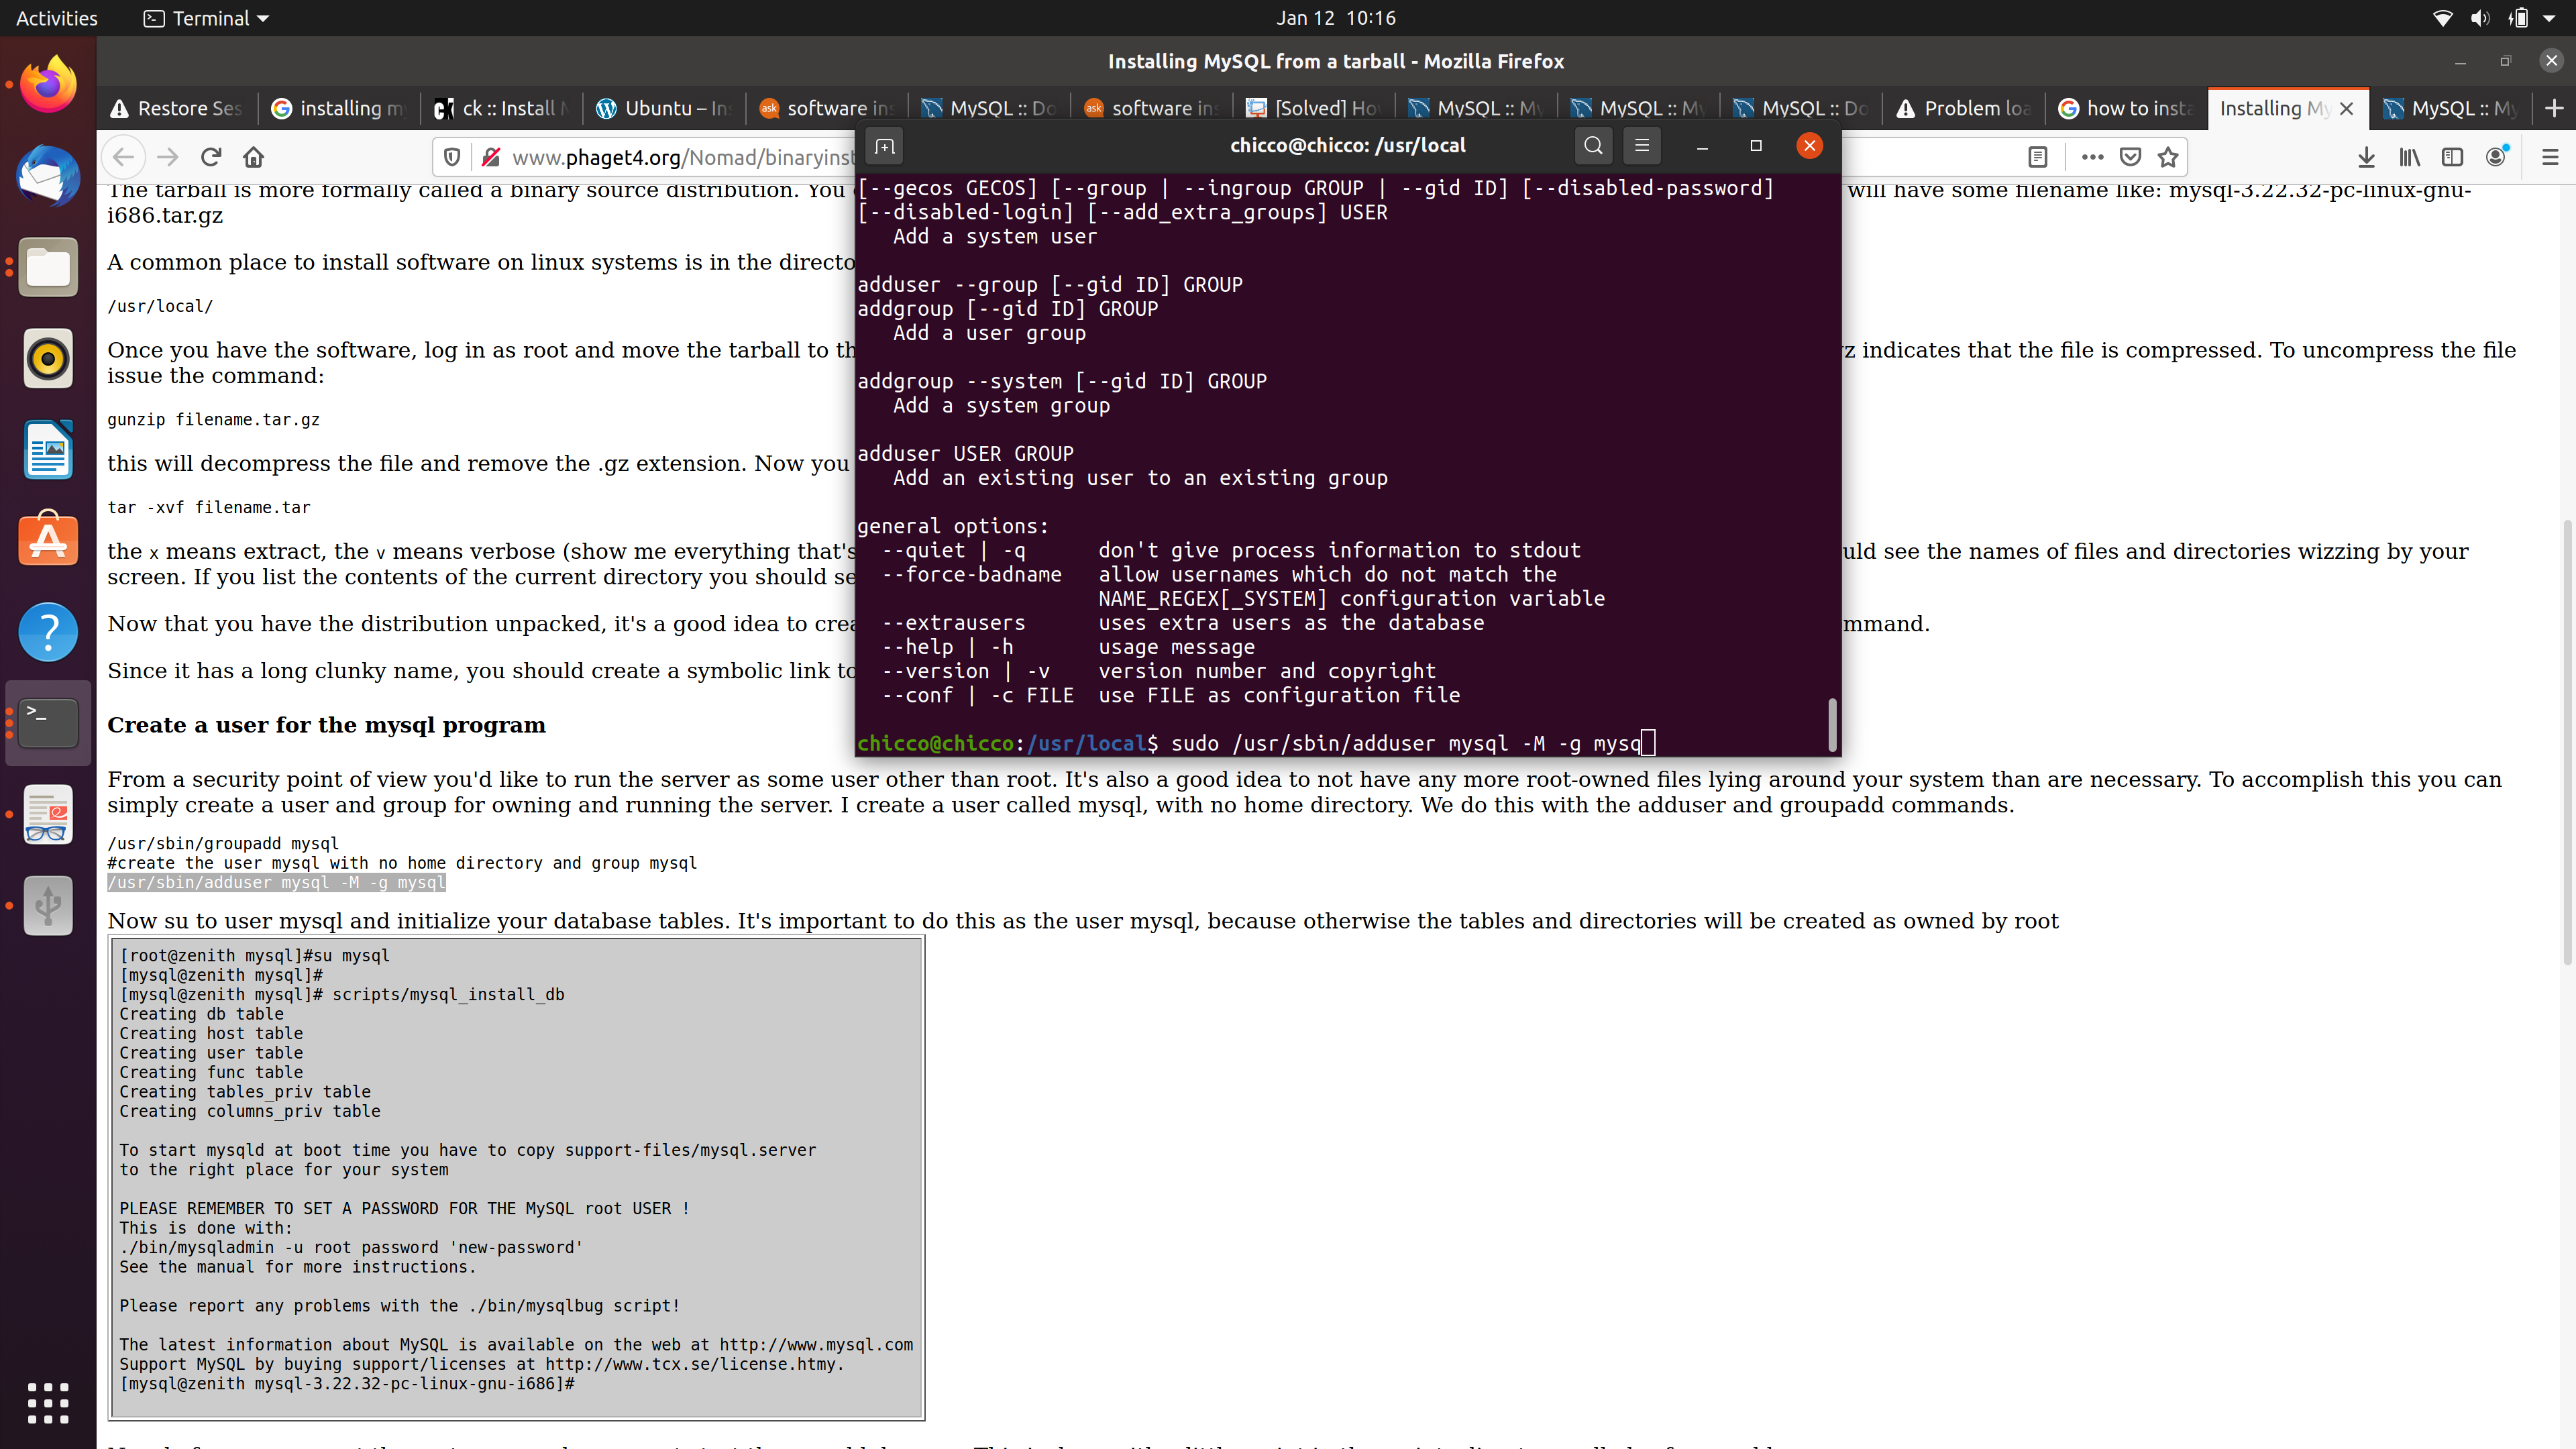 Activities
Terminal
Jan 12 10:16
Installing MySQL from a tarball - Mozilla Firefox
Restore Ses
installing m
ck :: Install
Ubuntu – In
software in
MySQL :: Do
software in
[Solved] Ho
MySQL :: My
MySQL :: My
MySQL :: Do
Problem loa
how to insta
Installing My
MySQL :: My
www.phaget4.org/Nomad/binaryinst
The tarball is more formally called a binary source distribution. You
will have some filename like: mysql-3.22.32-pc-linux-gnu-
i686.tar.gz
A common place to install software on linux systems is in the directo
/usr/local/
Once you have the software, log in as root and move the tarball to th
z indicates that the file is compressed. To uncompress the file
issue the command:
gunzip filename.tar.gz
this will decompress the file and remove the .gz extension. Now you
tar -xvf filename.tar
the x means extract, the v means verbose (show me everything that's
uld see the names of files and directories wizzing by your
screen. If you list the contents of the current directory you should se
Now that you have the distribution unpacked, it's a good idea to crea
mmand.
Since it has a long clunky name, you should create a symbolic link to
chicco@chicco: /usr/local
[--gecos GECOS] [--group | --ingroup GROUP | --gid ID] [--disabled-password]
[--disabled-login] [--add_extra_groups] USER
Add a system user
adduser --group [--gid ID] GROUP
addgroup [--gid ID] GROUP
Add a user group
addgroup --system [--gid ID] GROUP
Add a system group
adduser USER GROUP
Add an existing user to an existing group
general options:
--quiet | -q don't give process information to stdout
--force-badname allow usernames which do not match the
NAME_REGEX[_SYSTEM] configuration variable
--extrausers uses extra users as the database
--help | -h usage message
--version | -v version number and copyright
--conf | -c FILE use FILE as configuration file
chicco@chicco:/usr/local$ sudo /usr/sbin/adduser mysql -M -g mysq
Create a user for the mysql program
From a security point of view you'd like to run the server as some user other than root. It's also a good idea to not have any more root-owned files lying around your system than are necessary. To accomplish this you can
simply create a user and group for owning and running the server. I create a user called mysql, with no home directory. We do this with the adduser and groupadd commands.
/usr/sbin/groupadd mysql
#create the user mysql with no home directory and group mysql
/usr/sbin/adduser mysql -M -g mysql
Now su to user mysql and initialize your database tables. It's important to do this as the user mysql, because otherwise the tables and directories will be created as owned by root
[root@zenith mysql]#su mysql
[mysql@zenith mysql]#
[mysql@zenith mysql]# scripts/mysql_install_db
Creating db table
Creating host table
Creating user table
Creating func table
Creating tables_priv table
Creating columns_priv table
To start mysqld at boot time you have to copy support-files/mysql.server
to the right place for your system
PLEASE REMEMBER TO SET A PASSWORD FOR THE MySQL root USER !
This is done with:
./bin/mysqladmin -u root password 'new-password'
See the manual for more instructions.
Please report any problems with the ./bin/mysqlbug script!
The latest information about MySQL is available on the web at http://www.mysql.com
Support MySQL by buying support/licenses at http://www.tcx.se/license.htmy.
[mysql@zenith mysql-3.22.32-pc-linux-gnu-i686]#